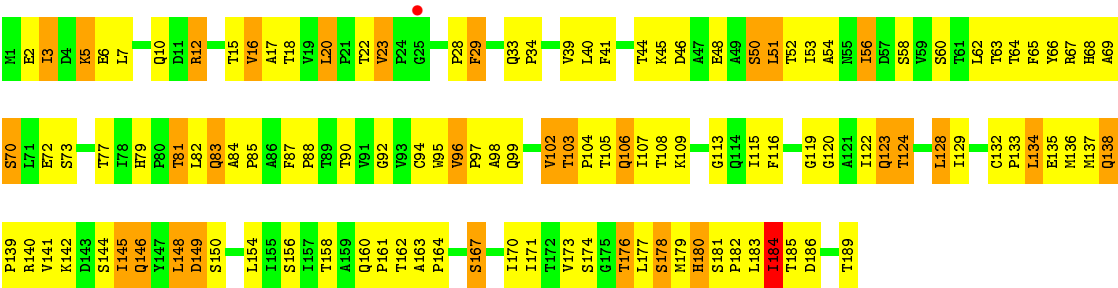 M1 E2 I3 D4 K5 E6 L7 Q10 D11 R12 T15 V16 A17 T18 V19 L20 P21 T22 V23 P24 G25 P28 F29 Q33 P34 V39 L40 F41 T44 K45 D46 A47 E48 A49 S50 L51 T52 I53 A54 N55 I56 D57 S58 V59 S60 T61 L62 T63 T64 F65 Y66 R67 H68 A69
S70 L71 E72 S73 T77 I78 H79 P80 T81 L82 Q83 A84 P85 A86 F87 P88 T89 T90 V91 G92 V93 C94 W95 V96 P97 A98 Q99 V102 T103 P104 T105 Q106 I107 T108 K109 G113 Q114 I115 F116 G119 G120 A121 I122 Q123 T124 L128 I129 C132 P133 L134 E135 M136 M137 Q138
P139 R140 V141 K142 D143 S144 I145 Q146 Y147 L148 D149 S150 L154 I155 S156 I157 T158 A159 Q160 P161 T162 A163 P164 S167 I170 I171 T172 V173 S174 G175 T176 L177 S178 M179 H180 S181 P182 L183 I184 T185 D186 T189